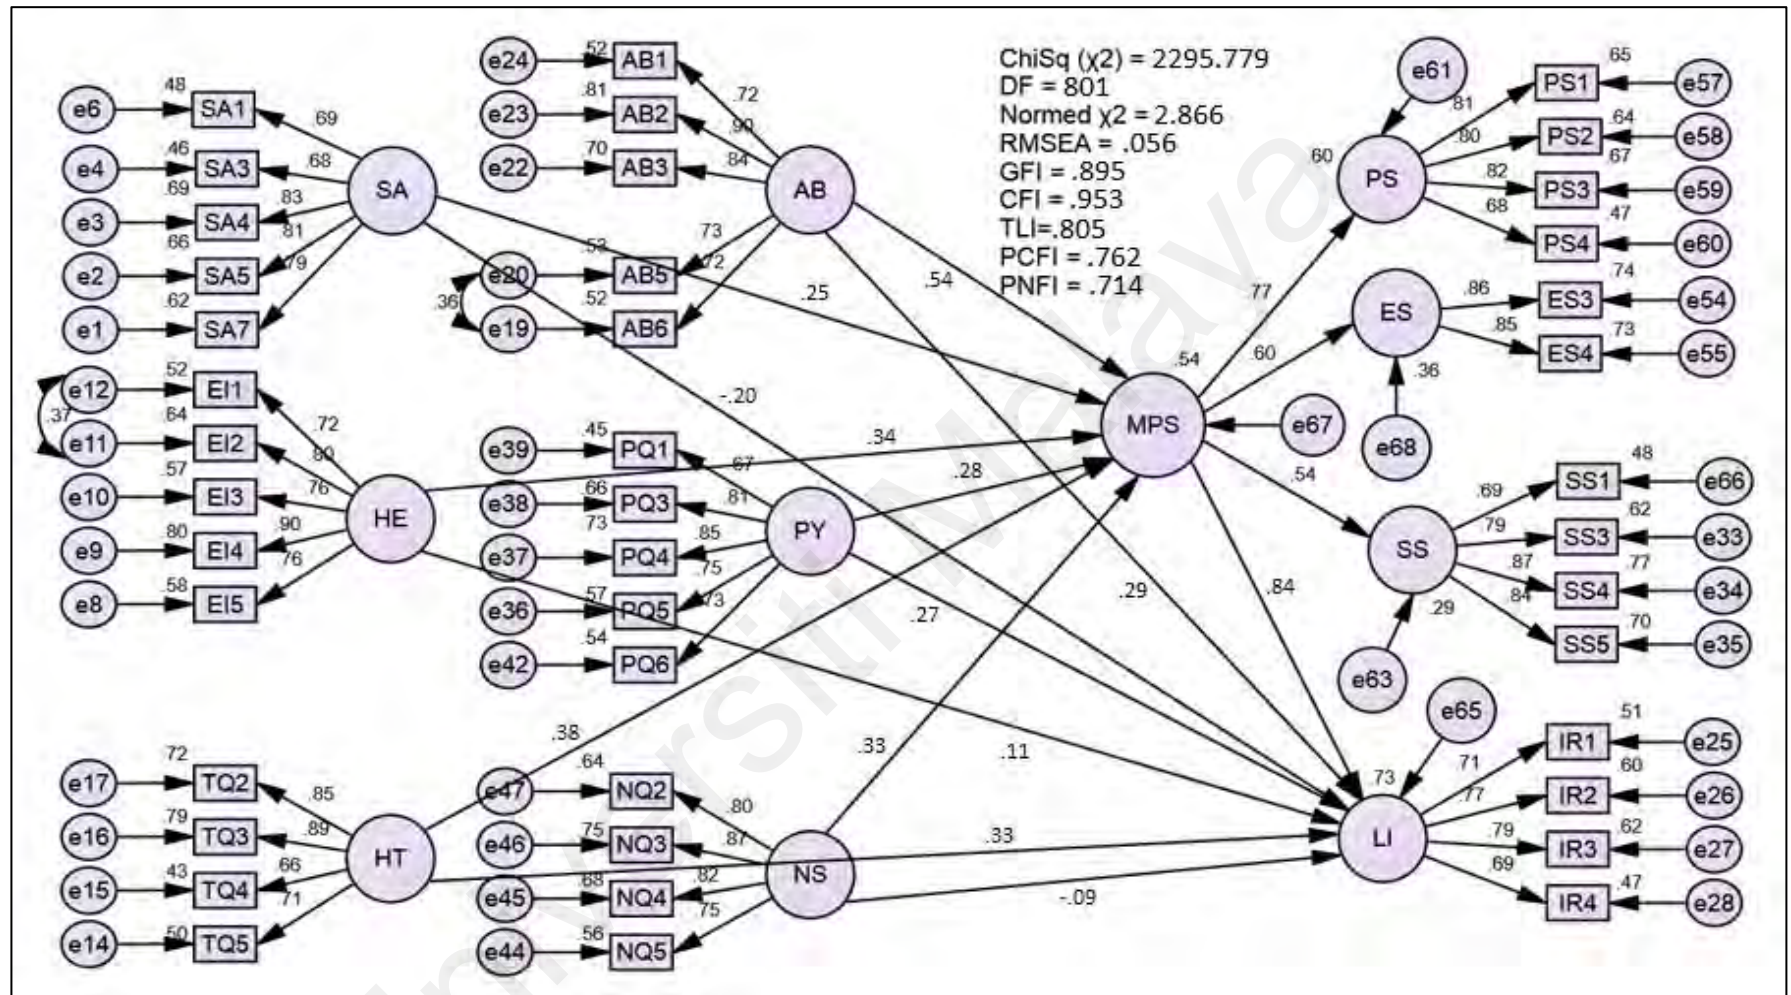 ChiSq (χ2) = 2295.779
DF = 801
Normed χ2 = 2.866
RMSEA = .056
GFI = .895
CFI = .953
TLI=.805
PCFI = .762
PNFI = .714
e6 .48 SA1 .69
e4 .46 SA3 .68
e3 .69 SA4 .83
e2 .66 SA5 .81
e1 .62 SA7 .79
SA
e12 .52 EI1 .72
.37
e11 .64 EI2 .80
e10 .57 EI3 .76
e9 .80 EI4 .90
e8 .58 EI5 .76
HE
e17 .72 TQ2 .85
e16 .79 TQ3 .89
e15 .43 TQ4 .66
e14 .50 TQ5 .71
HT
e24 .52 AB1 .72
e23 .81 AB2 .90
e22 .70 AB3 .84
AB
e20 .53 AB5 .73
.36
e19 .52 AB6 .72
e39 .45 PQ1 .67
e38 .66 PQ3 .81
e37 .73 PQ4 .85
e36 .57 PQ5 .75
e42 .54 PQ6 .73
PY
e47 .64 NQ2 .80
e46 .75 NQ3 .87
e45 .68 NQ4 .82
e44 .56 NQ5 .75
NS
.25
.54
-.20
.34
.28
.29
.27
.38
.33
.11
.33
-.09
.84
.54
MPS
e67
.77
.60
.54
e61
.60
PS
.81 PS1 .65 e57
.80 PS2 .64 e58
.82 PS3 .67 e59
.68 PS4 .47 e60
ES
.86 ES3 .74 e54
.85 ES4 .73 e55
.36
e68
SS
.69 SS1 .48 e66
.79 SS3 .62 e33
.87 SS4 .77 e34
.84 SS5 .70 e35
.29
e63
e65
.73
LI
.71 IR1 .51 e25
.77 IR2 .60 e26
.79 IR3 .62 e27
.69 IR4 .47 e28
Malaya